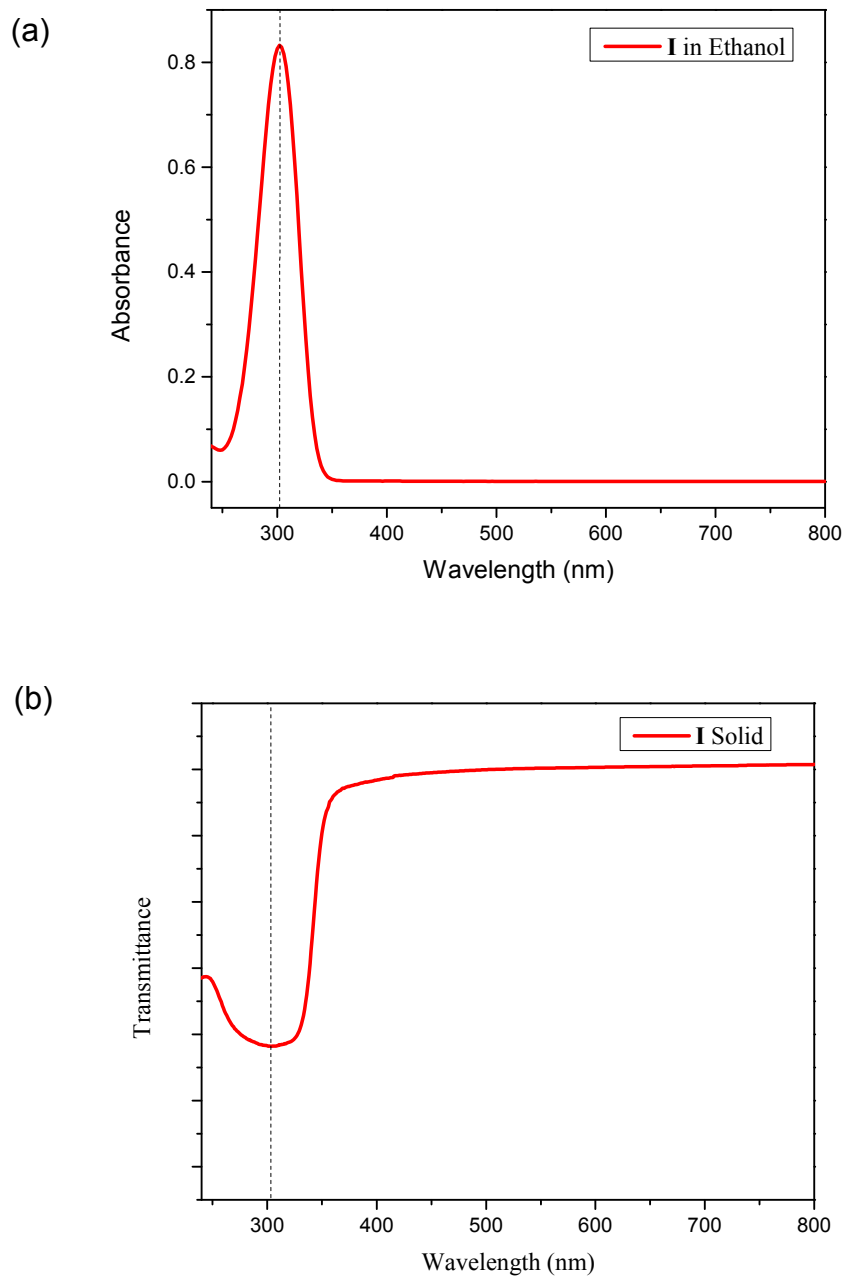 (a)
I in Ethanol
0.8
0.6
0.4
0.2
0.0
Absorbance
300 400 500 600 700 800
Wavelength (nm)
(b)
I Solid
Transmittance
300 400 500 600 700 800
Wavelength (nm)